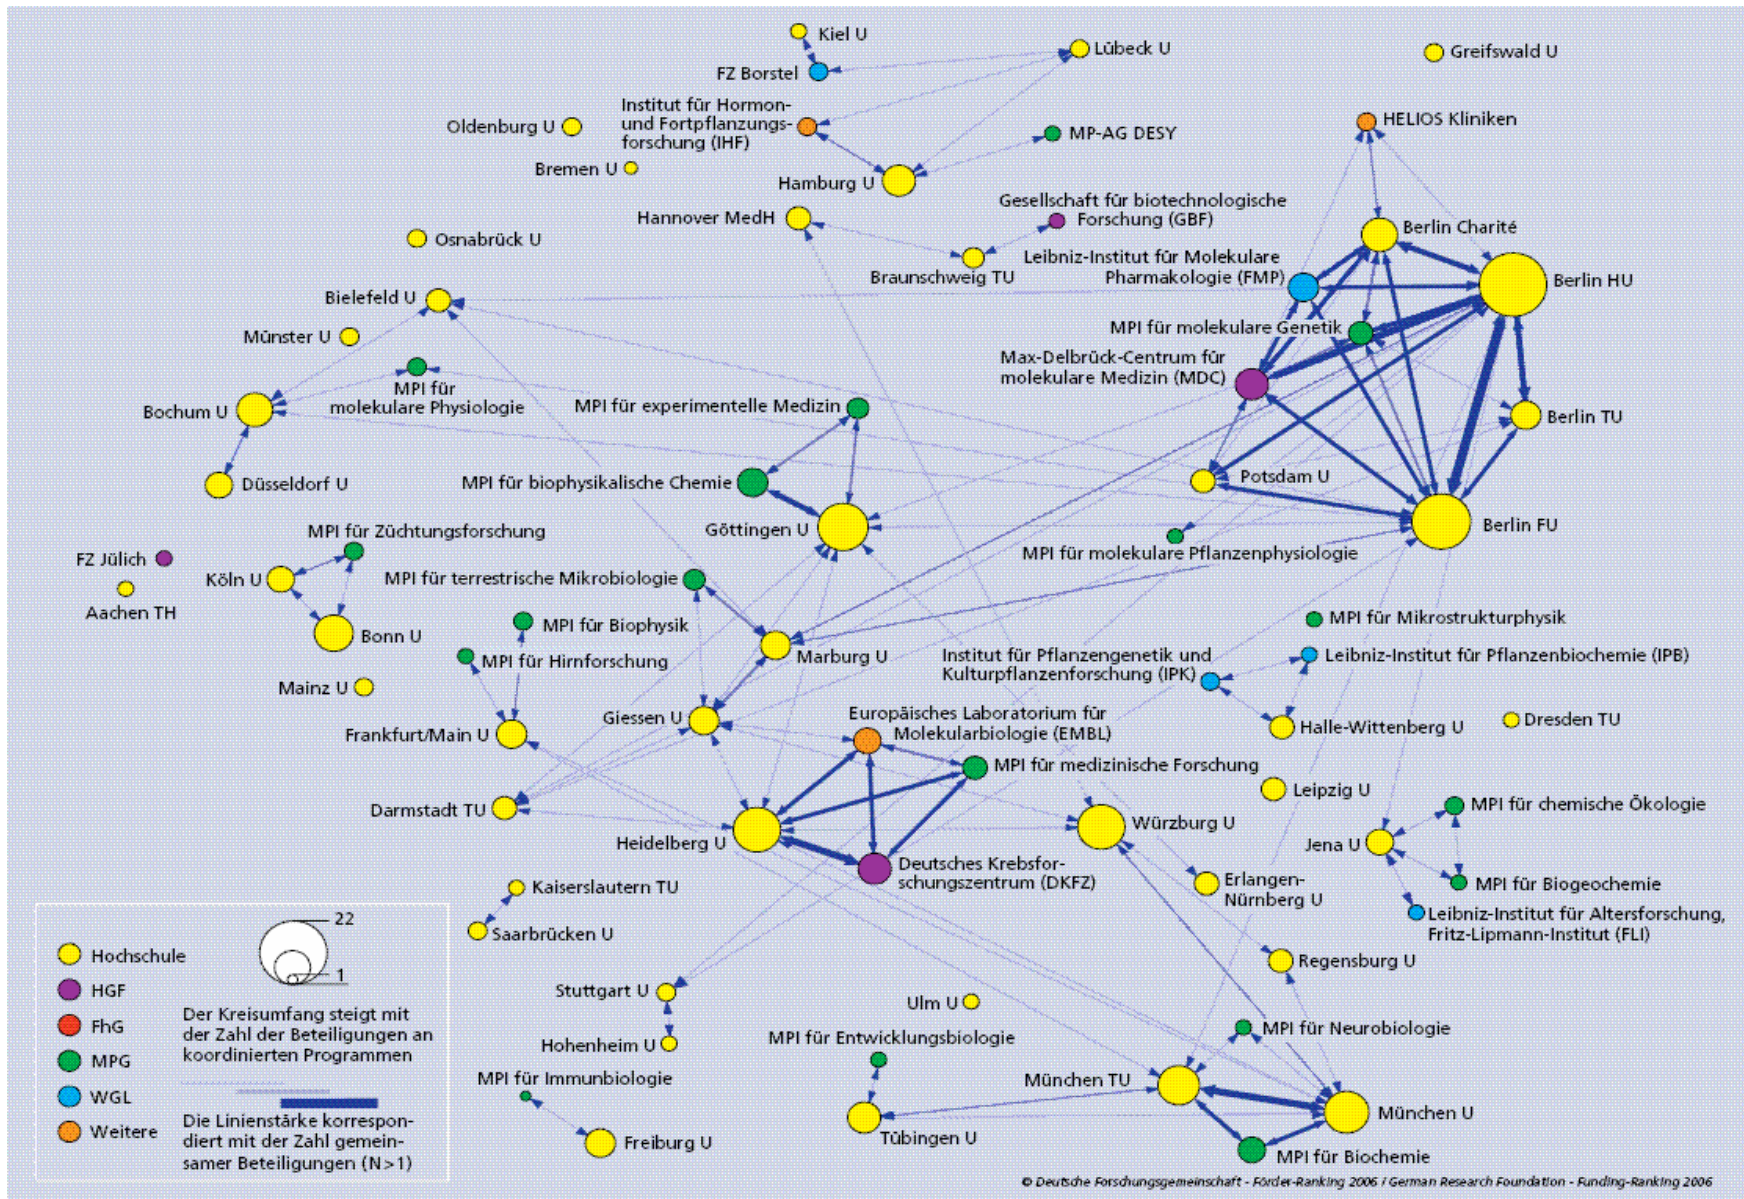 Kiel U
Lübeck U
Greifswald U
FZ Borstel
Institut für Hormon-
und Fortpflanzungs-
forschung (IHF)
Oldenburg U
MP-AG DESY
HELIOS Kliniken
Bremen U
Hamburg U
Gesellschaft für biotechnologische
Forschung (GBF)
Hannover MedH
Berlin Charité
Osnabrück U
Braunschweig TU
Leibniz-Institut für Molekulare
Pharmakologie (FMP)
Berlin HU
Bielefeld U
Münster U
MPI für molekulare Genetik
Max-Delbrück-Centrum für
molekulare Medizin (MDC)
MPI für
molekulare Physiologie
Bochum U
MPI für experimentelle Medizin
Berlin TU
Düsseldorf U
MPI für biophysikalische Chemie
Potsdam U
Göttingen U
Berlin FU
MPI für Züchtungsforschung
MPI für molekulare Pflanzenphysiologie
FZ Jülich
Köln U
MPI für terrestrische Mikrobiologie
Aachen TH
MPI für Biophysik
MPI für Mikrostrukturphysik
Bonn U
MPI für Hirnforschung
Marburg U
Institut für Pflanzengenetik und
Kulturpflanzenforschung (IPK)
Leibniz-Institut für Pflanzenbiochemie (IPB)
Mainz U
Giessen U
Europäisches Laboratorium für
Molekularbiologie (EMBL)
Halle-Wittenberg U
Dresden TU
Frankfurt/Main U
MPI für medizinische Forschung
Leipzig U
Darmstadt TU
MPI für chemische Ökologie
Heidelberg U
Würzburg U
Jena U
Deutsches Krebsfor-
schungszentrum (DKFZ)
Erlangen-
Nürnberg U
MPI für Biogeochemie
Kaiserslautern TU
Leibniz-Institut für Altersforschung,
Fritz-Lipmann-Institut (FLI)
Saarbrücken U
Regensburg U
Stuttgart U
Ulm U
Hohenheim U
MPI für Entwicklungsbiologie
MPI für Neurobiologie
MPI für Immunbiologie
München TU
München U
Freiburg U
Tübingen U
MPI für Biochemie
22
1
Hochschule
HGF
FhG
MPG
WGL
Weitere
Der Kreisumfang steigt mit
der Zahl der Beteiligungen an
koordinierten Programmen
Die Linienstärke korrespon-
diert mit der Zahl gemein-
samer Beteiligungen (N>1)
© Deutsche Forschungsgemeinschaft - Förder-Ranking 2006 / German Research Foundation - Funding-Ranking 2006